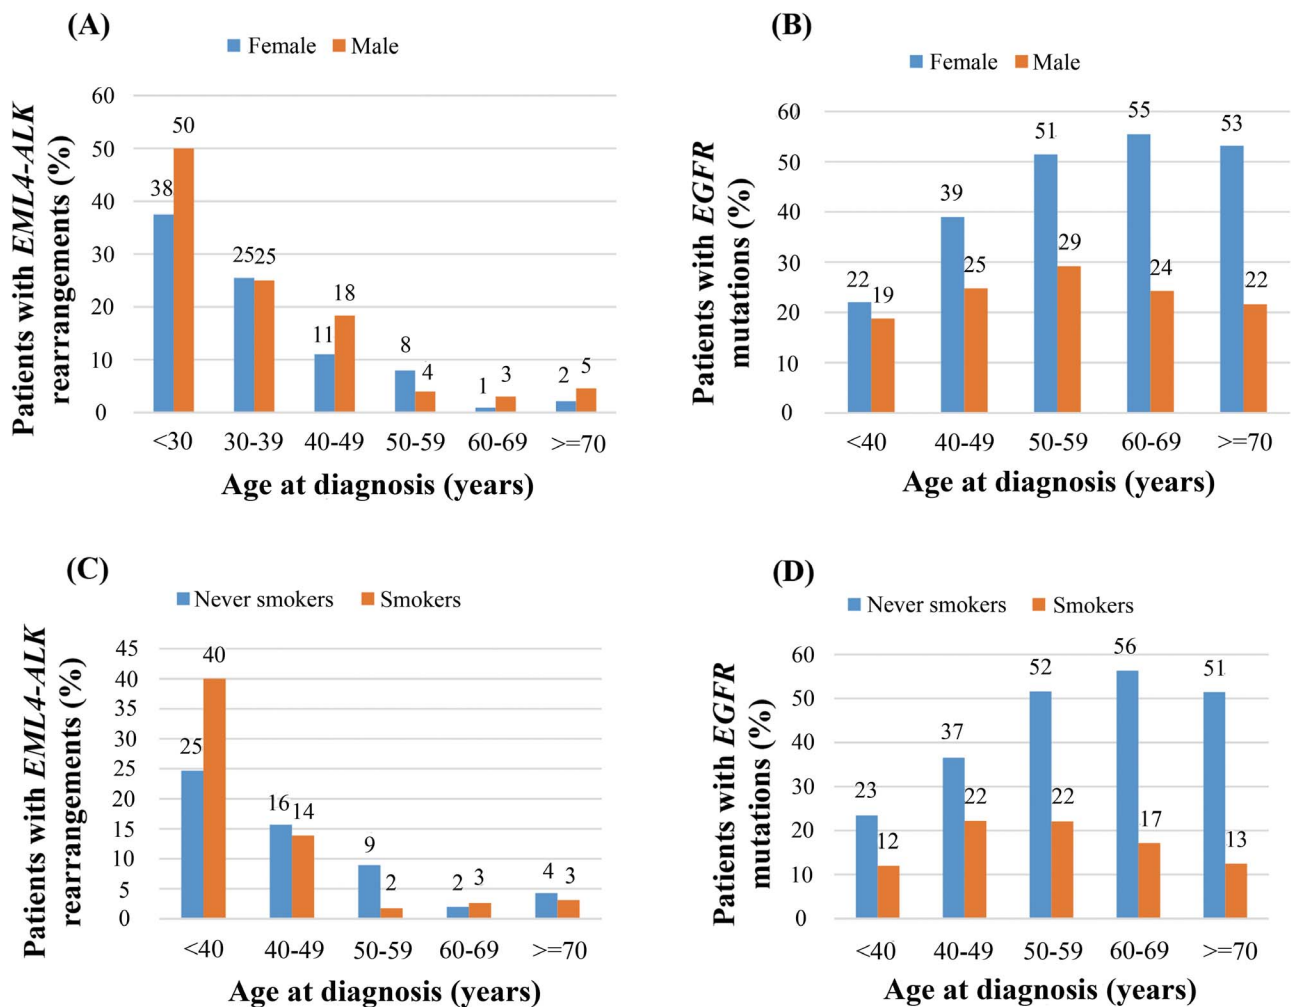 (A)
Female Male
Patients with EML4-ALK
rearrangements (%)
60
50
40
30
20
10
0
38 50
25 25
11 18
8 4
1 3
2 5
<30 30-39 40-49 50-59 60-69 >=70
Age at diagnosis (years)
(B)
Female Male
Patients with EGFR
mutations (%)
60
50
40
30
20
10
0
22 19
39 25
51 29
55 24
53 22
<40 40-49 50-59 60-69 >=70
Age at diagnosis (years)
(C)
Never smokers Smokers
Patients with EML4-ALK
rearrangements (%)
45
40
35
30
25
20
15
10
5
0
25 40
16 14
9 2
2 3
4 3
<40 40-49 50-59 60-69 >=70
Age at diagnosis (years)
(D)
Never smokers Smokers
Patients with EGFR
mutations (%)
60
50
40
30
20
10
0
23 12
37 22
52 22
56 17
51 13
<40 40-49 50-59 60-69 >=70
Age at diagnosis (years)